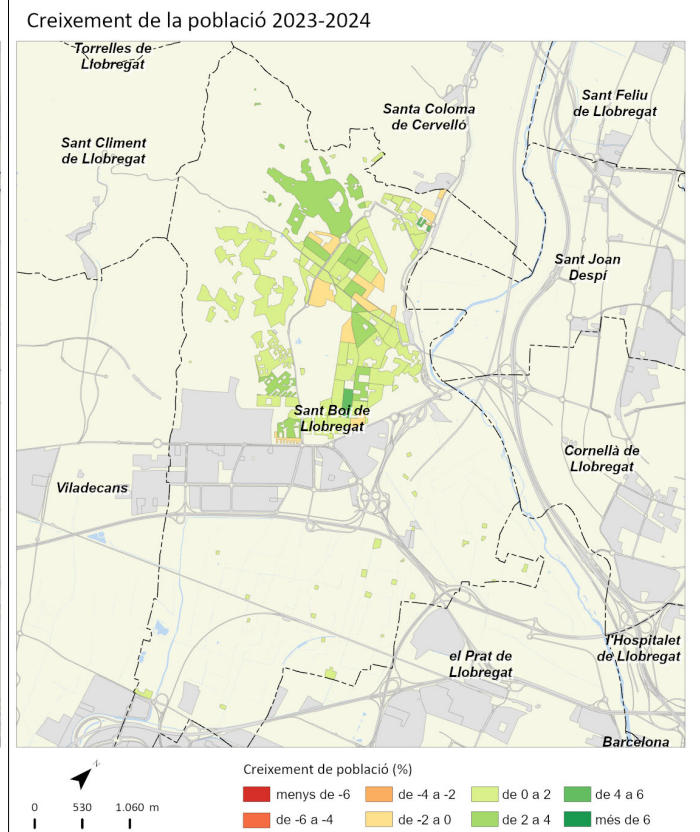 Creixement de la població 2023-2024
Torrelles de
Llobregat
Sant Feliu
de Llobregat
Santa Coloma
de Cervelló
Sant Climent
de Llobregat
Sant Joan
Despí
Sant Boi de
Llobregat
Cornellà de
Llobregat
Viladecans
l'Hospitalet
de Llobregat
el Prat de
Llobregat
Barcelona
N
0 530 1.060 m
Creixement de població (%)
menys de -6
de -4 a -2
de 0 a 2
de 4 a 6
de -6 a -4
de -2 a 0
de 2 a 4
més de 6